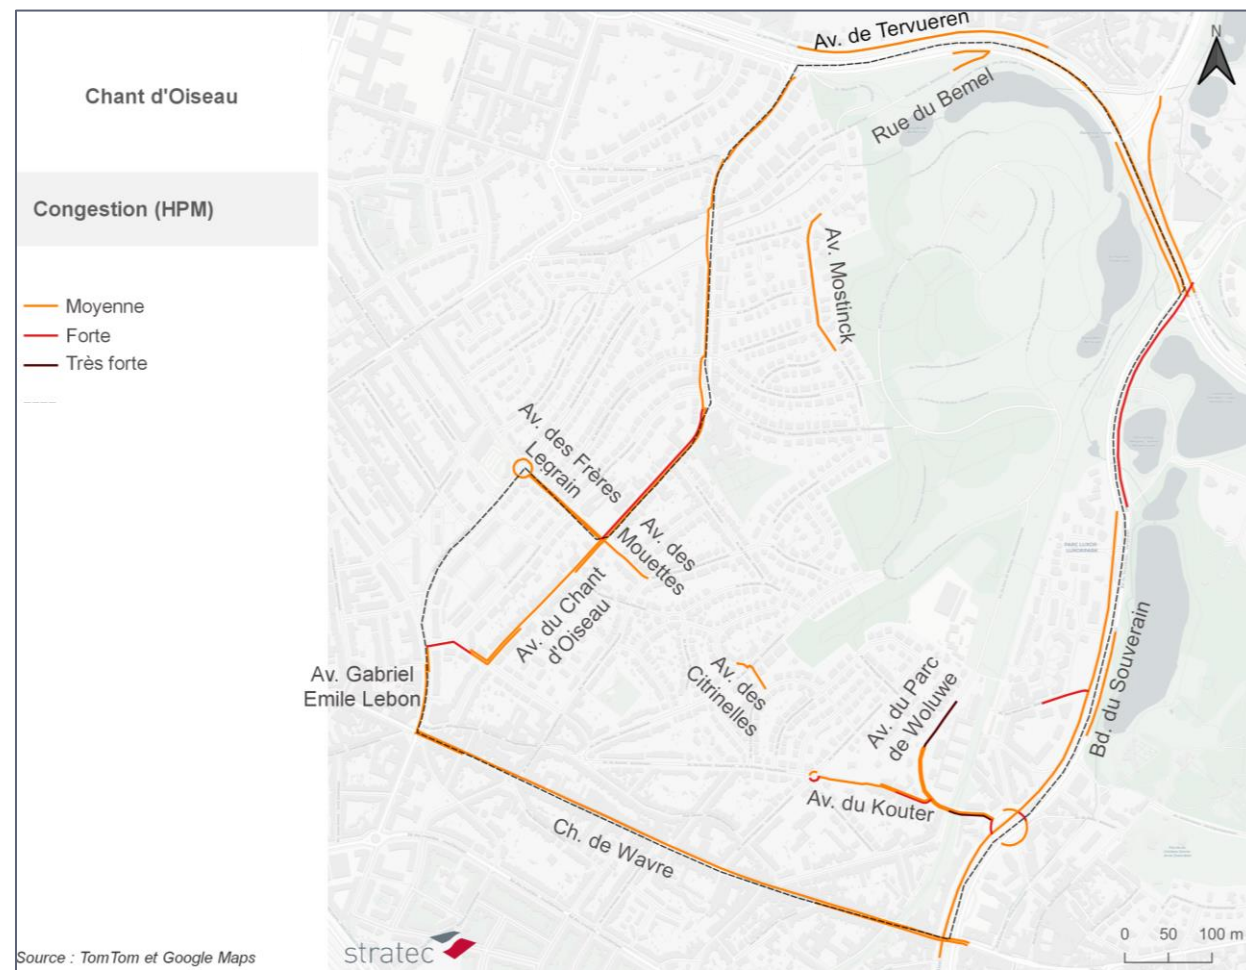 Chant d'Oiseau
Congestion (HPM)
Moyenne
Forte
Très forte
Source : TomTom et Google Maps
Av. de Tervueren
N
Rue du Bemel
Av. Mostinck
Av. des Frères
Legrain
Av. des
Mouettes
Av. du Chant
d'Oiseau
Av. Gabriel
Emile Lebon
Av. des
Citrinelles
Av. du Parc
de Woluwe
Bd. du Souverain
Av. du Kouter
Ch. de Wavre
stratec
0 50 100 m